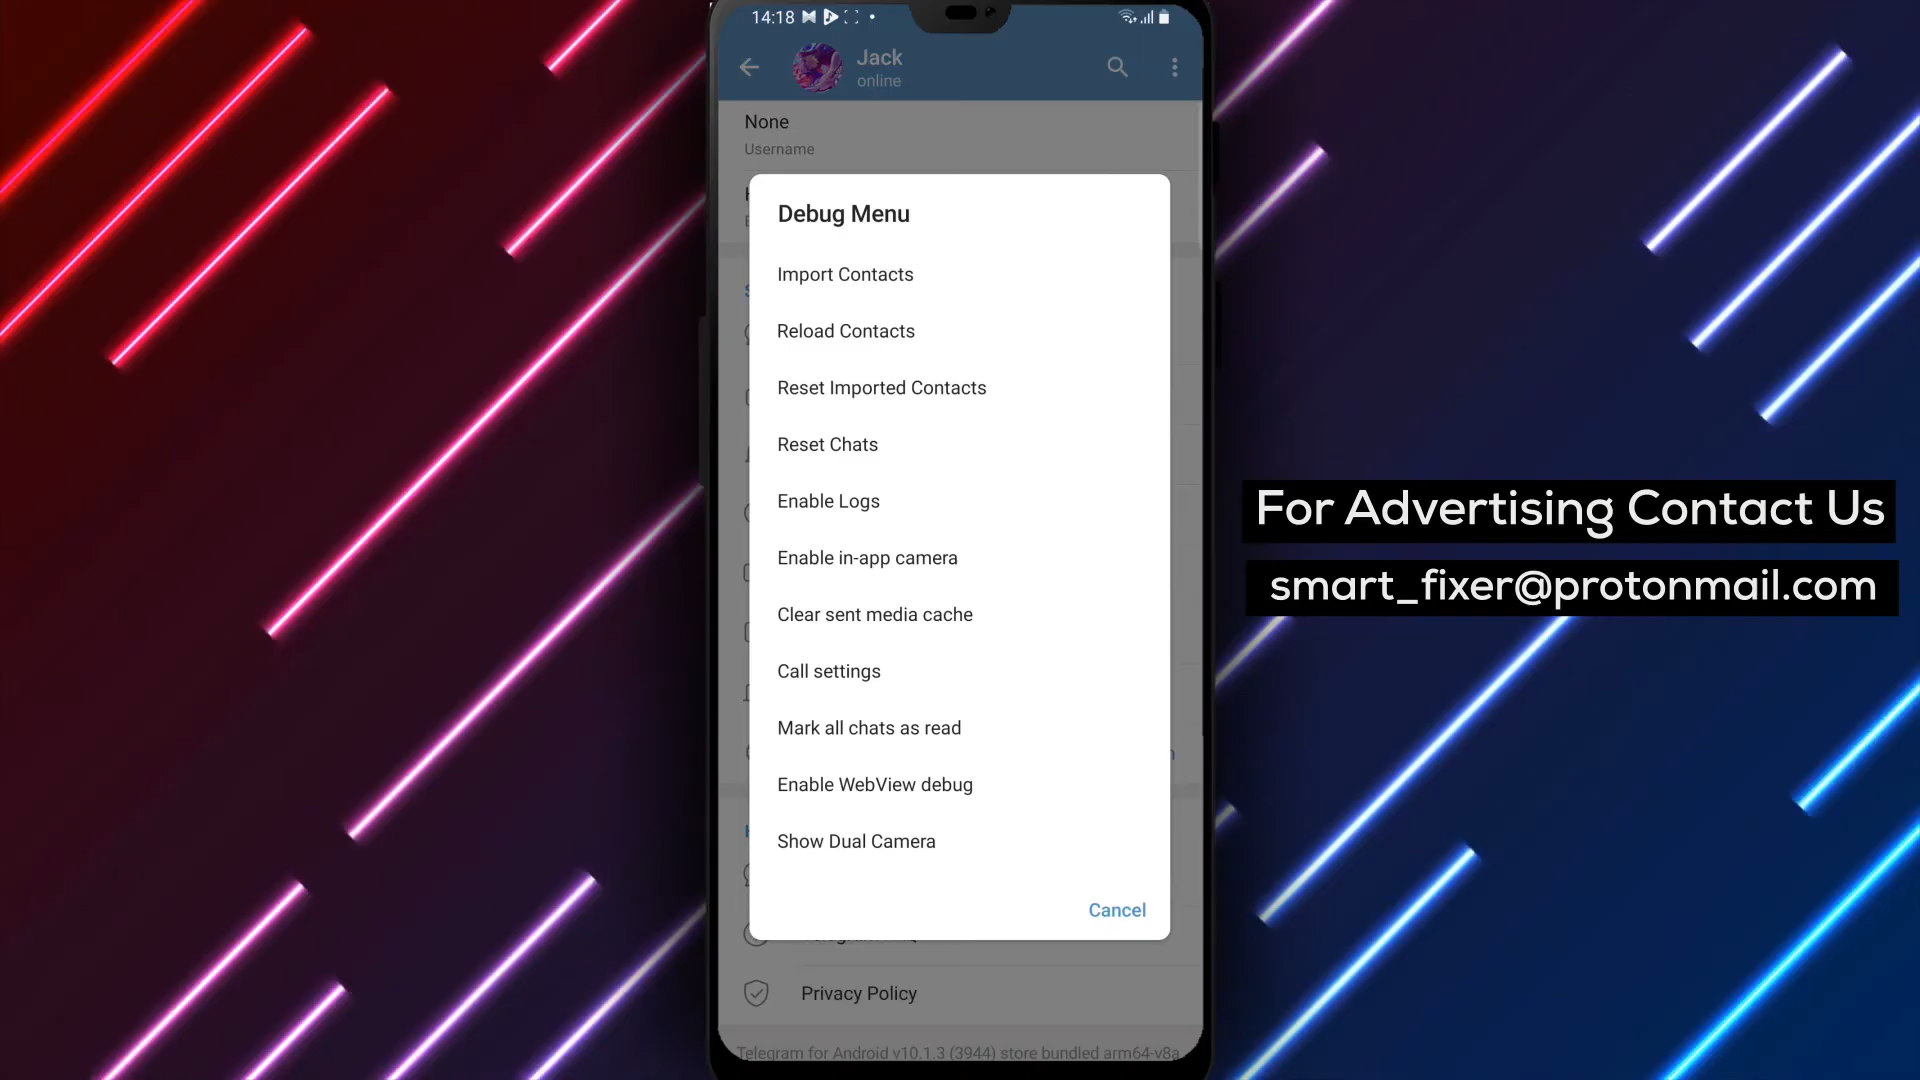 14:18
Jack
online
None
Username
Debug Menu
Import Contacts
Reload Contacts
Reset Imported Contacts
Reset Chats
Enable Logs
Enable in-app camera
Clear sent media cache
Call settings
Mark all chats as read
Enable WebView debug
Show Dual Camera
Cancel
Privacy Policy
Telegram for Android v10.1.3 (3944) store bundled arm64-v8a
For Advertising Contact Us
smart_fixer@protonmail.com